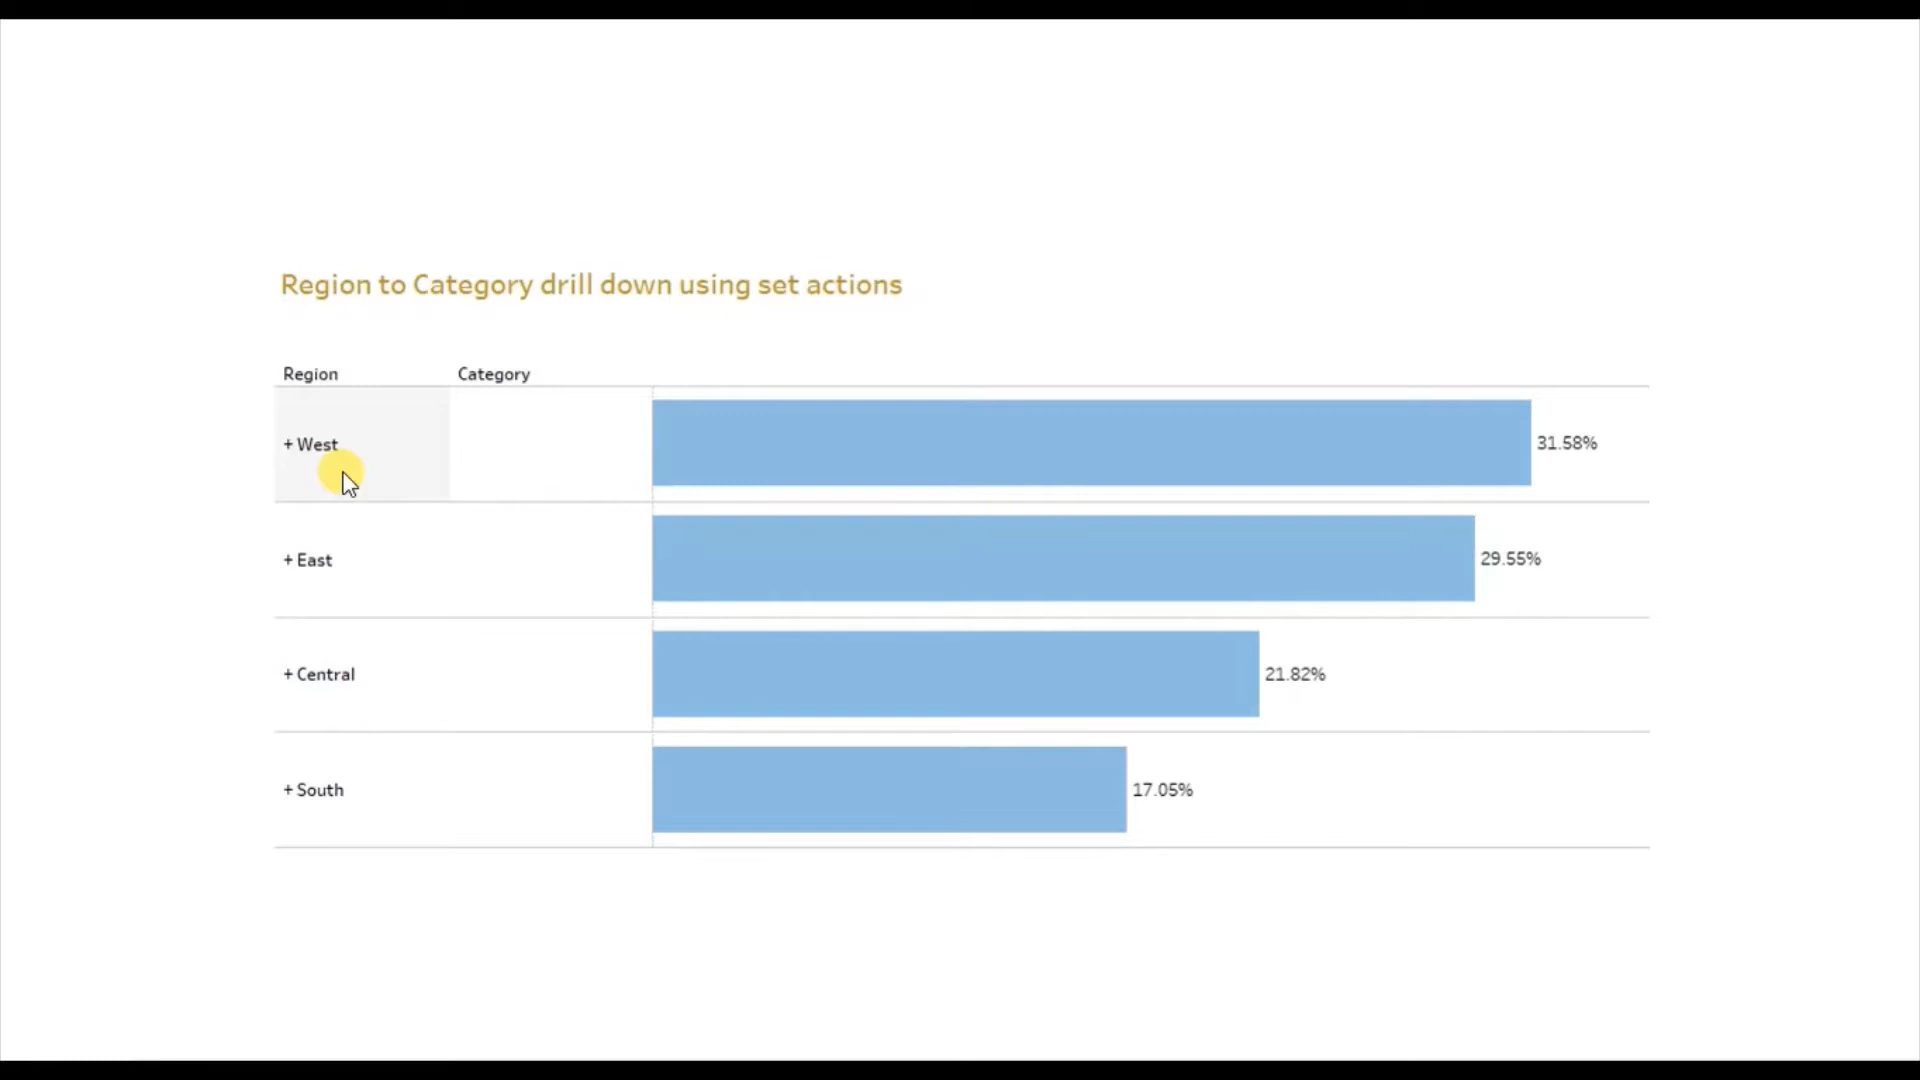 Region to Category drill down using set actions
Region Category
+ West 31.58%
+ East 29.55%
+ Central 21.82%
+ South 17.05%